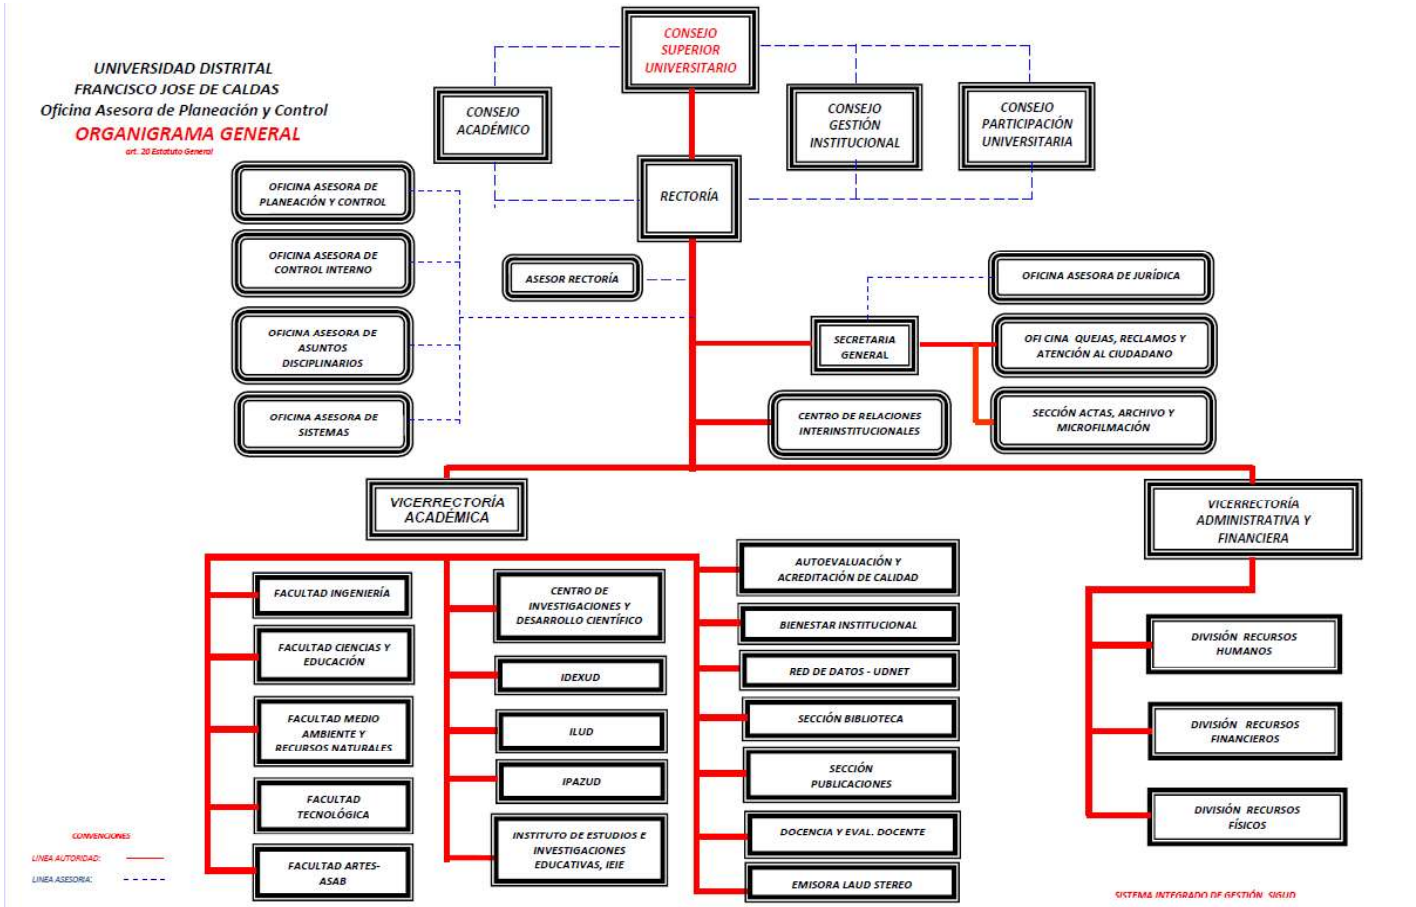 UNIVERSIDAD DISTRITAL
FRANCISCO JOSE DE CALDAS
Oficina Asesora de Planeación y Control
ORGANIGRAMA GENERAL
art. 20 Estatuto General
CONSEJO
SUPERIOR
UNIVERSITARIO
CONSEJO
ACADÉMICO
CONSEJO
GESTIÓN
INSTITUCIONAL
CONSEJO
PARTICIPACIÓN
UNIVERSITARIA
RECTORÍA
OFICINA ASESORA DE
PLANEACIÓN Y CONTROL
OFICINA ASESORA DE
CONTROL INTERNO
OFICINA ASESORA DE
ASUNTOS
DISCIPLINARIOS
OFICINA ASESORA DE
SISTEMAS
ASESOR RECTORÍA
OFICINA ASESORA DE JURÍDICA
SECRETARIA
GENERAL
OFI CINA QUEJAS, RECLAMOS Y
ATENCIÓN AL CIUDADANO
CENTRO DE RELACIONES
INTERINSTITUCIONALES
SECCIÓN ACTAS, ARCHIVO Y
MICROFILMACIÓN
VICERRECTORÍA
ACADÉMICA
VICERRECTORÍA
ADMINISTRATIVA Y
FINANCIERA
FACULTAD INGENIERÍA
FACULTAD CIENCIAS Y
EDUCACIÓN
FACULTAD MEDIO
AMBIENTE Y
RECURSOS NATURALES
FACULTAD
TECNOLÓGICA
FACULTAD ARTES-
ASAB
CENTRO DE
INVESTIGACIONES Y
DESARROLLO CIENTÍFICO
IDEXUD
ILUD
IPAZUD
INSTITUTO DE ESTUDIOS E
INVESTIGACIONES
EDUCATIVAS, IEIE
AUTOEVALUACIÓN Y
ACREDITACIÓN DE CALIDAD
BIENESTAR INSTITUCIONAL
RED DE DATOS - UDNET
SECCIÓN BIBLIOTECA
SECCIÓN
PUBLICACIONES
DOCENCIA Y EVAL. DOCENTE
EMISORA LAUD STEREO
DIVISIÓN RECURSOS
HUMANOS
DIVISIÓN RECURSOS
FINANCIEROS
DIVISIÓN RECURSOS
FÍSICOS
CONVENCIONES
LINEA AUTORIDAD:
LINEA ASESORIA:
SISTEMA INTEGRADO DE GESTIÓN SIGUD